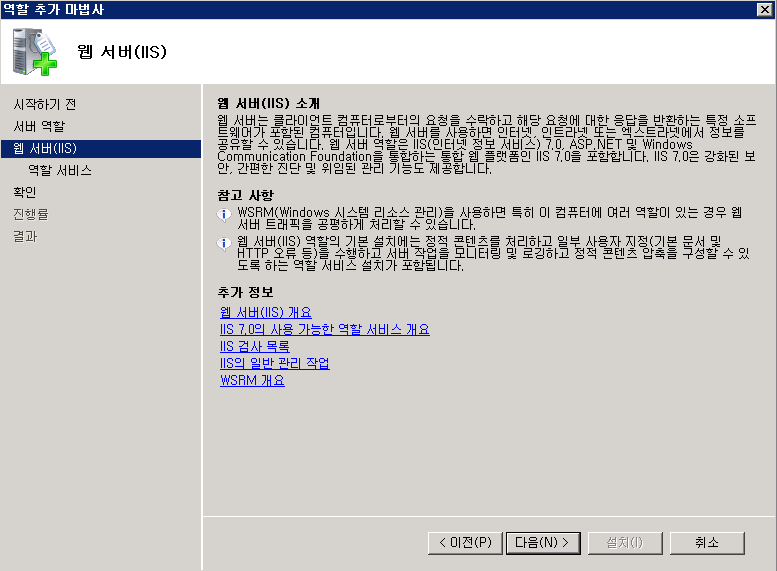 역할 추가 마법사
웹 서버(IIS)
시작하기 전
서버 역할
웹 서버(IIS)
역할 서비스
확인
진행률
결과
웹 서버(IIS) 소개
웹 서버는 클라이언트 컴퓨터로부터의 요청을 수락하고 해당 요청에 대한 응답을 반환하는 특정 소프
트웨어가 포함된 컴퓨터입니다. 웹 서버를 사용하면 인터넷, 인트라넷 또는 엑스트라넷에서 정보를
공유할 수 있습니다. 웹 서버 역할은 IIS(인터넷 정보 서비스) 7.0, ASP.NET 및 Windows
Communication Foundation을 통합하는 통합 웹 플랫폼인 IIS 7.0을 포함합니다. IIS 7.0은 강화된 보
안, 간편한 진단 및 위임된 관리 기능도 제공합니다.
참고 사항
WSRM(Windows 시스템 리소스 관리)을 사용하면 특히 이 컴퓨터에 여러 역할이 있는 경우 웹
서버 트래픽을 공평하게 처리할 수 있습니다.
웹 서버(IIS) 역할의 기본 설치에는 정적 콘텐츠를 처리하고 일부 사용자 지정(기본 문서 및
HTTP 오류 등)을 수행하고 서버 작업을 모니터링 및 로깅하고 정적 콘텐츠 압축을 구성할 수 있
도록 하는 역할 서비스 설치가 포함됩니다.
추가 정보
웹 서버(IIS) 개요
IIS 7.0의 사용 가능한 역할 서비스 개요
IIS 검사 목록
IIS의 일반 관리 작업
WSRM 개요
< 이전(P) 다음(N) > 설치(I) 취소